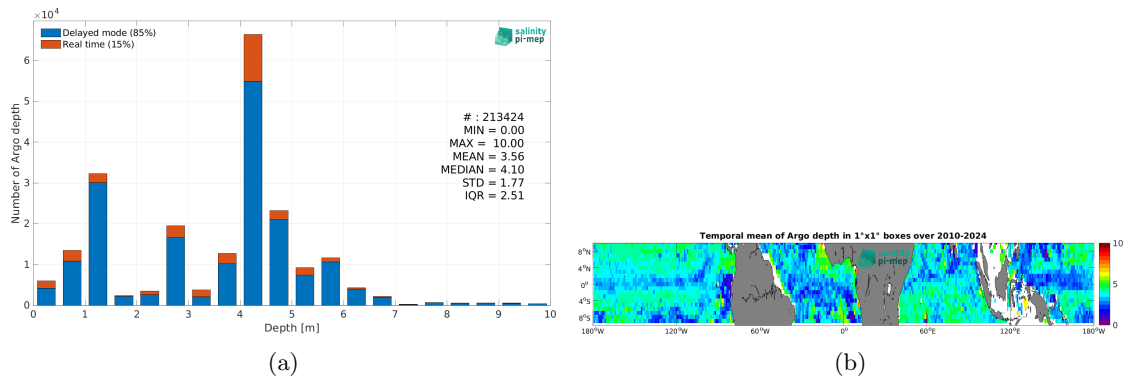 ×10⁴
Delayed mode (85%)
Real time (15%)
salinity
pi-mep
6
5
4
3
2
1
0
Number of Argo depth
# : 213424
MIN = 0.00
MAX = 10.00
MEAN = 3.56
MEDIAN = 4.10
STD = 1.77
IQR = 2.51
0 1 2 3 4 5 6 7 8 9 10
Depth [m]
(a)
Temporal mean of Argo depth in 1°x1° boxes over 2010-2024
salinity
pi-mep
8°N
4°N
0°
4°S
8°S
180°W 120°W 60°W 0° 60°E 120°E 180°W
10
5
0
(b)